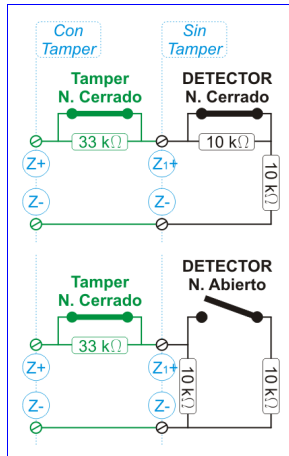 Con
Tamper
Sin
Tamper
Tamper
N. Cerrado
DETECTOR
N. Cerrado
33 kΩ
10 kΩ
Z+
Z1+
10 kΩ
Z-
Z-
Tamper
N. Cerrado
DETECTOR
N. Abierto
33 kΩ
Z+
Z1+
10 kΩ
10 kΩ
Z-
Z-